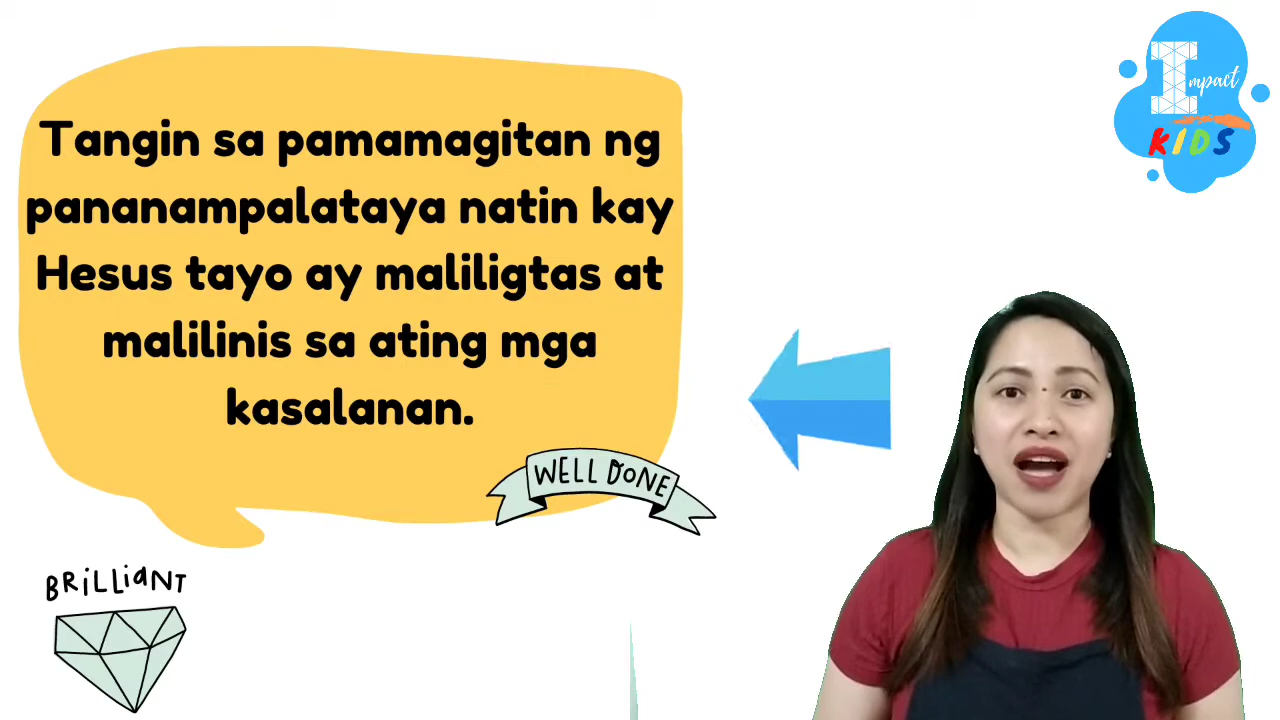 Tangin sa pamamagitan ng
pananampalataya natin kay
Hesus tayo ay maliligtas at
malilinis sa ating mga
kasalanan.
WELL DONE
BRILLIANT
Impact
KIDS